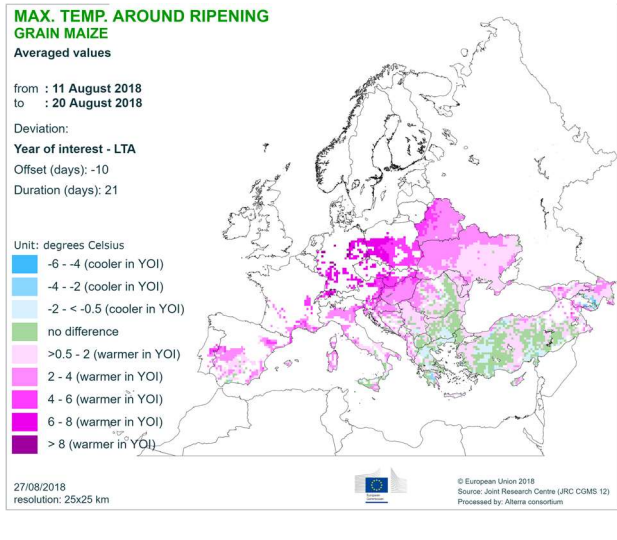 MAX. TEMP. AROUND RIPENING
GRAIN MAIZE
Averaged values
from : 11 August 2018
to : 20 August 2018
Deviation:
Year of interest - LTA
Offset (days): -10
Duration (days): 21
Unit: degrees Celsius
-6 - -4 (cooler in YOI)
-4 - -2 (cooler in YOI)
-2 - < -0.5 (cooler in YOI)
no difference
>0.5 - 2 (warmer in YOI)
2 - 4 (warmer in YOI)
4 - 6 (warmer in YOI)
6 - 8 (warmer in YOI)
> 8 (warmer in YOI)
27/08/2018
resolution: 25x25 km
European
Commission
© European Union 2018
Source: Joint Research Centre (JRC CGMS 12)
Processed by: Alterra consortium